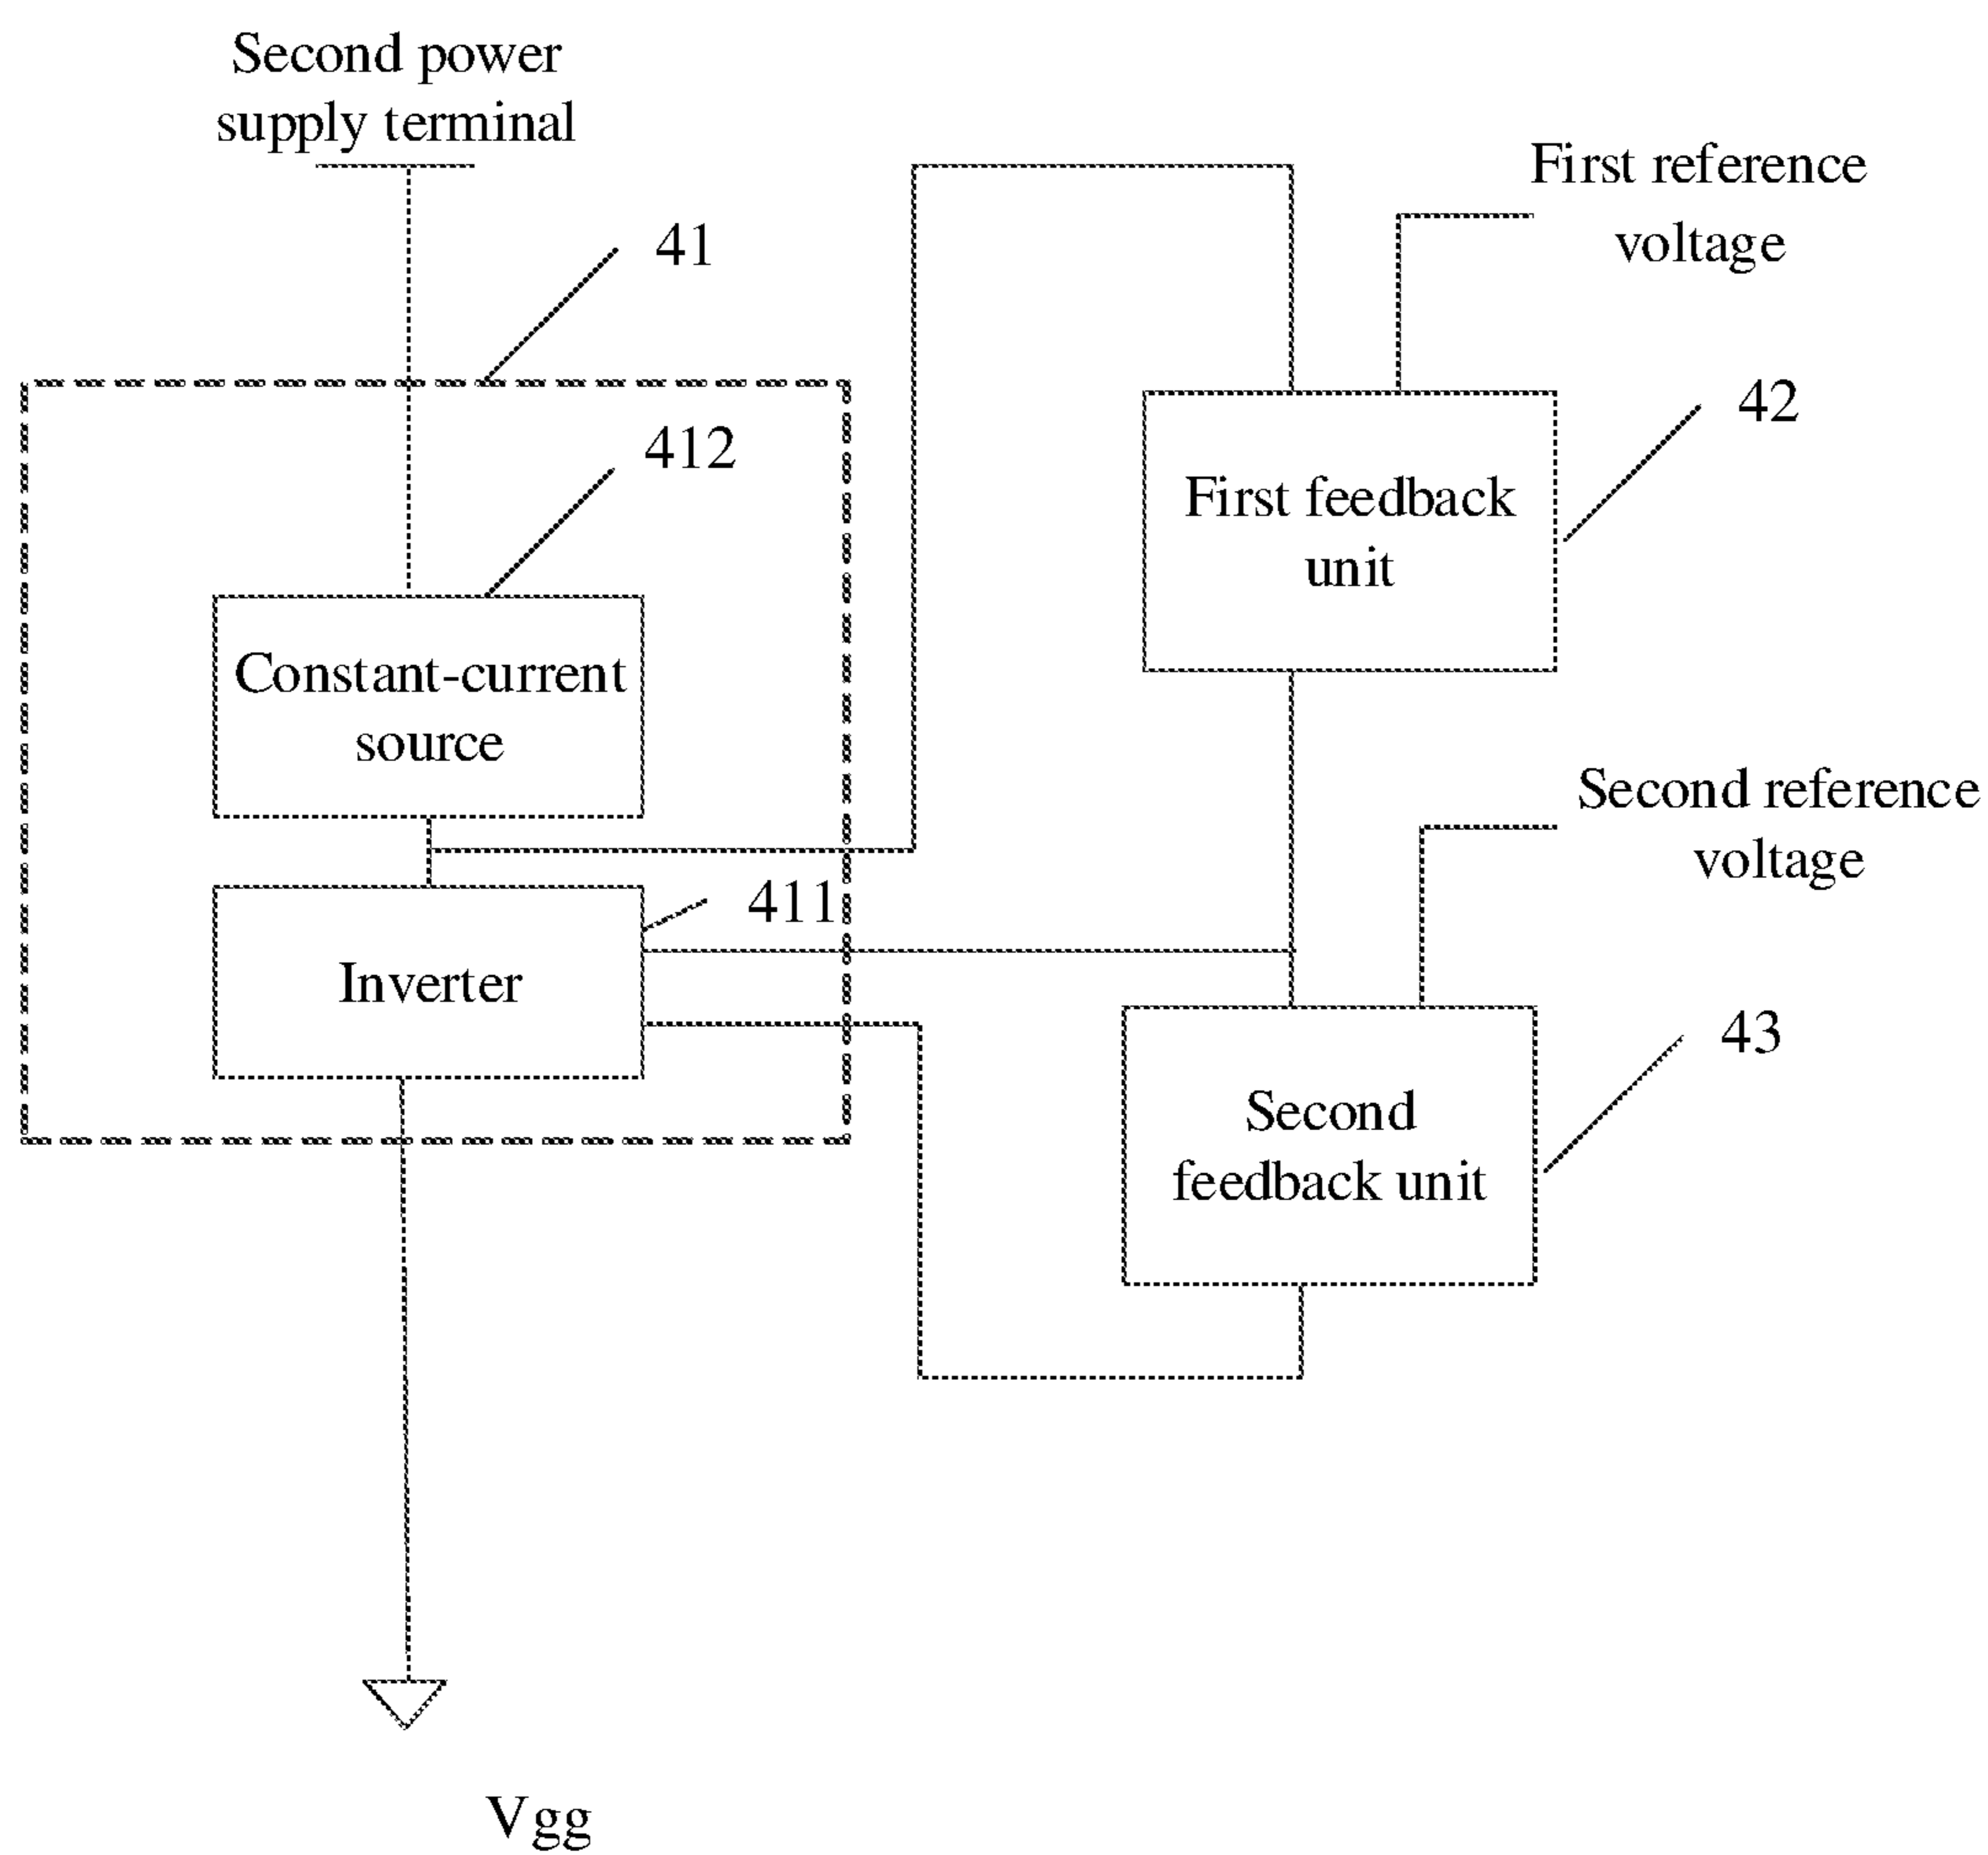 Second power
supply terminal
First reference
voltage
41
42
412
First feedback
unit
Constant-current
source
Second reference
voltage
411
Inverter
43
Second
feedback unit
Vgg